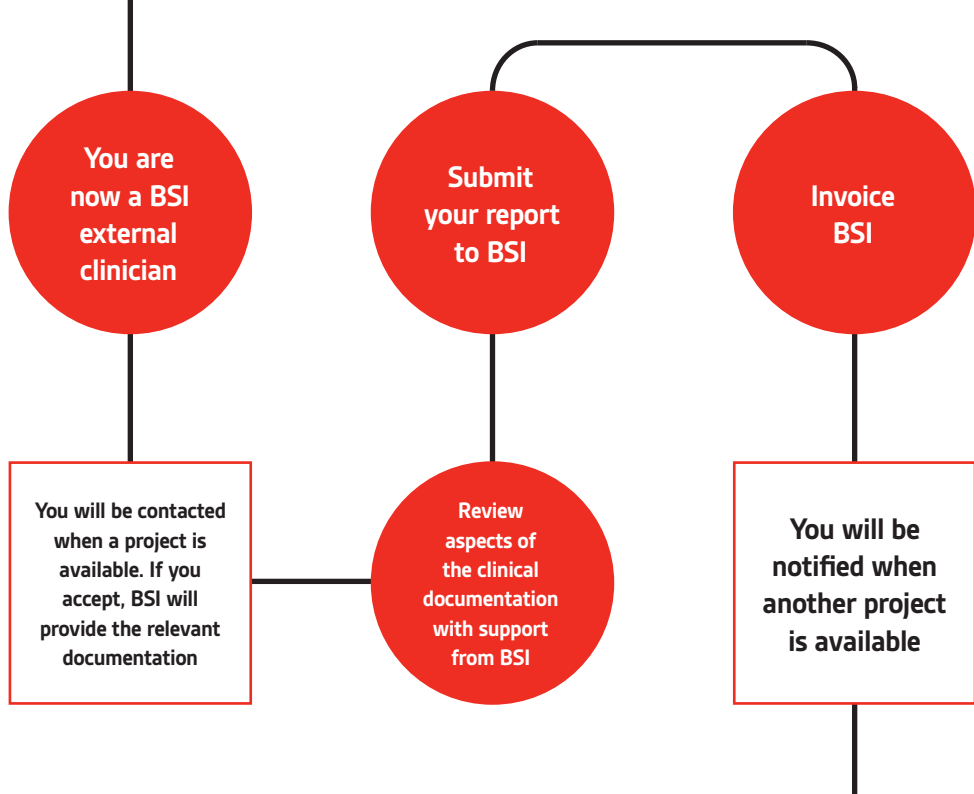 You are
now a BSI
external
clinician
You will be contacted
when a project is
available. If you
accept, BSI will
provide the relevant
documentation
Review
aspects of
the clinical
documentation
with support
from BSI
Submit
your report
to BSI
Invoice
BSI
You will be
notified when
another project
is available